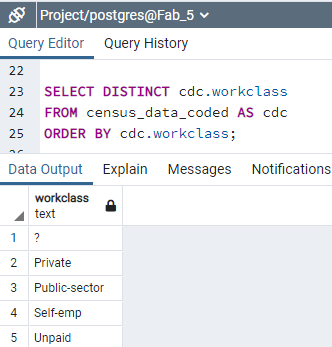 Project/postgres@Fab_5
Query Editor Query History
22
23 SELECT DISTINCT cdc.workclass
24 FROM census_data_coded AS cdc
25 ORDER BY cdc.workclass;
26
Data Output Explain Messages Notifications
workclass
text
1 ?
2 Private
3 Public-sector
4 Self-emp
5 Unpaid